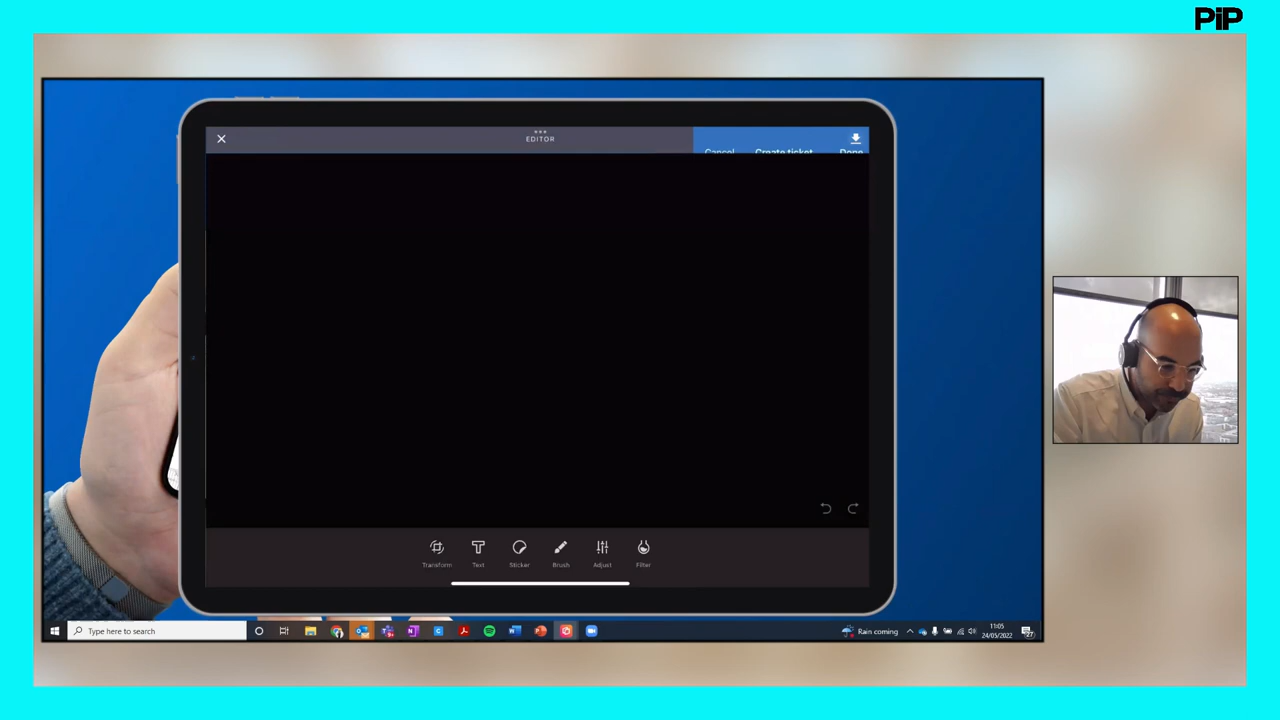 PiP
EDITOR
Cancel Create ticket Done
Transform Text Sticker Brush Adjust Filter
Type here to search
Rain coming
11:05
24/05/2022
27